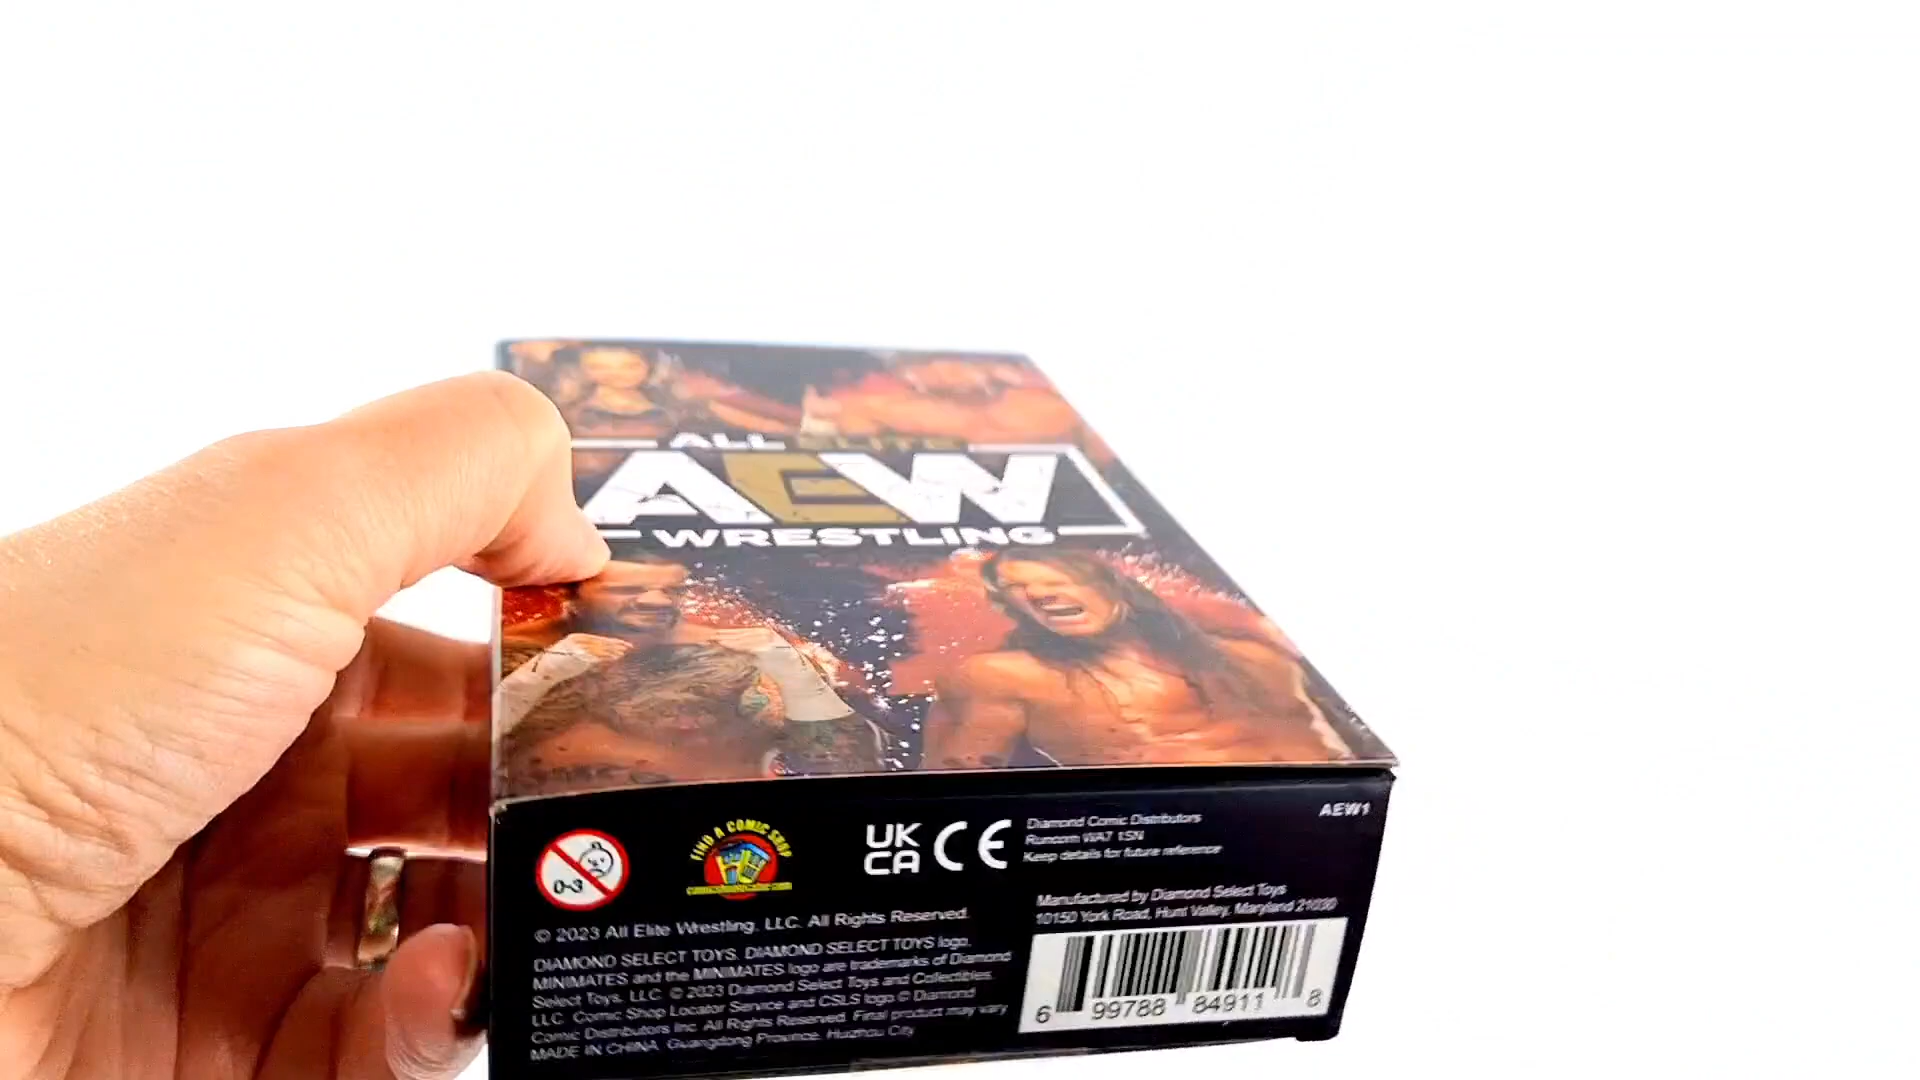 ALL ELITE
AEW
WRESTLING
AEW1
0-3
FIND A COMIC SHOP
UK
CA
CE
Diamond Comic Distributors
Runcorn WA7 1SN
Keep details for future reference
Manufactured by Diamond Select Toys
10150 York Road, Hunt Valley, Maryland 21030
© 2023 All Elite Wrestling, LLC. All Rights Reserved.
DIAMOND SELECT TOYS, DIAMOND SELECT TOYS logo,
MINIMATES and the MINIMATES logo are trademarks of Diamond
Select Toys, LLC. © 2023 Diamond Select Toys and Collectibles,
LLC. Comic Shop Locator Service and CSLS logo © Diamond
Comic Distributors Inc. All Rights Reserved. Final product may vary
MADE IN CHINA. Guangdong Province, Huizhou City
6 99788 84911 8